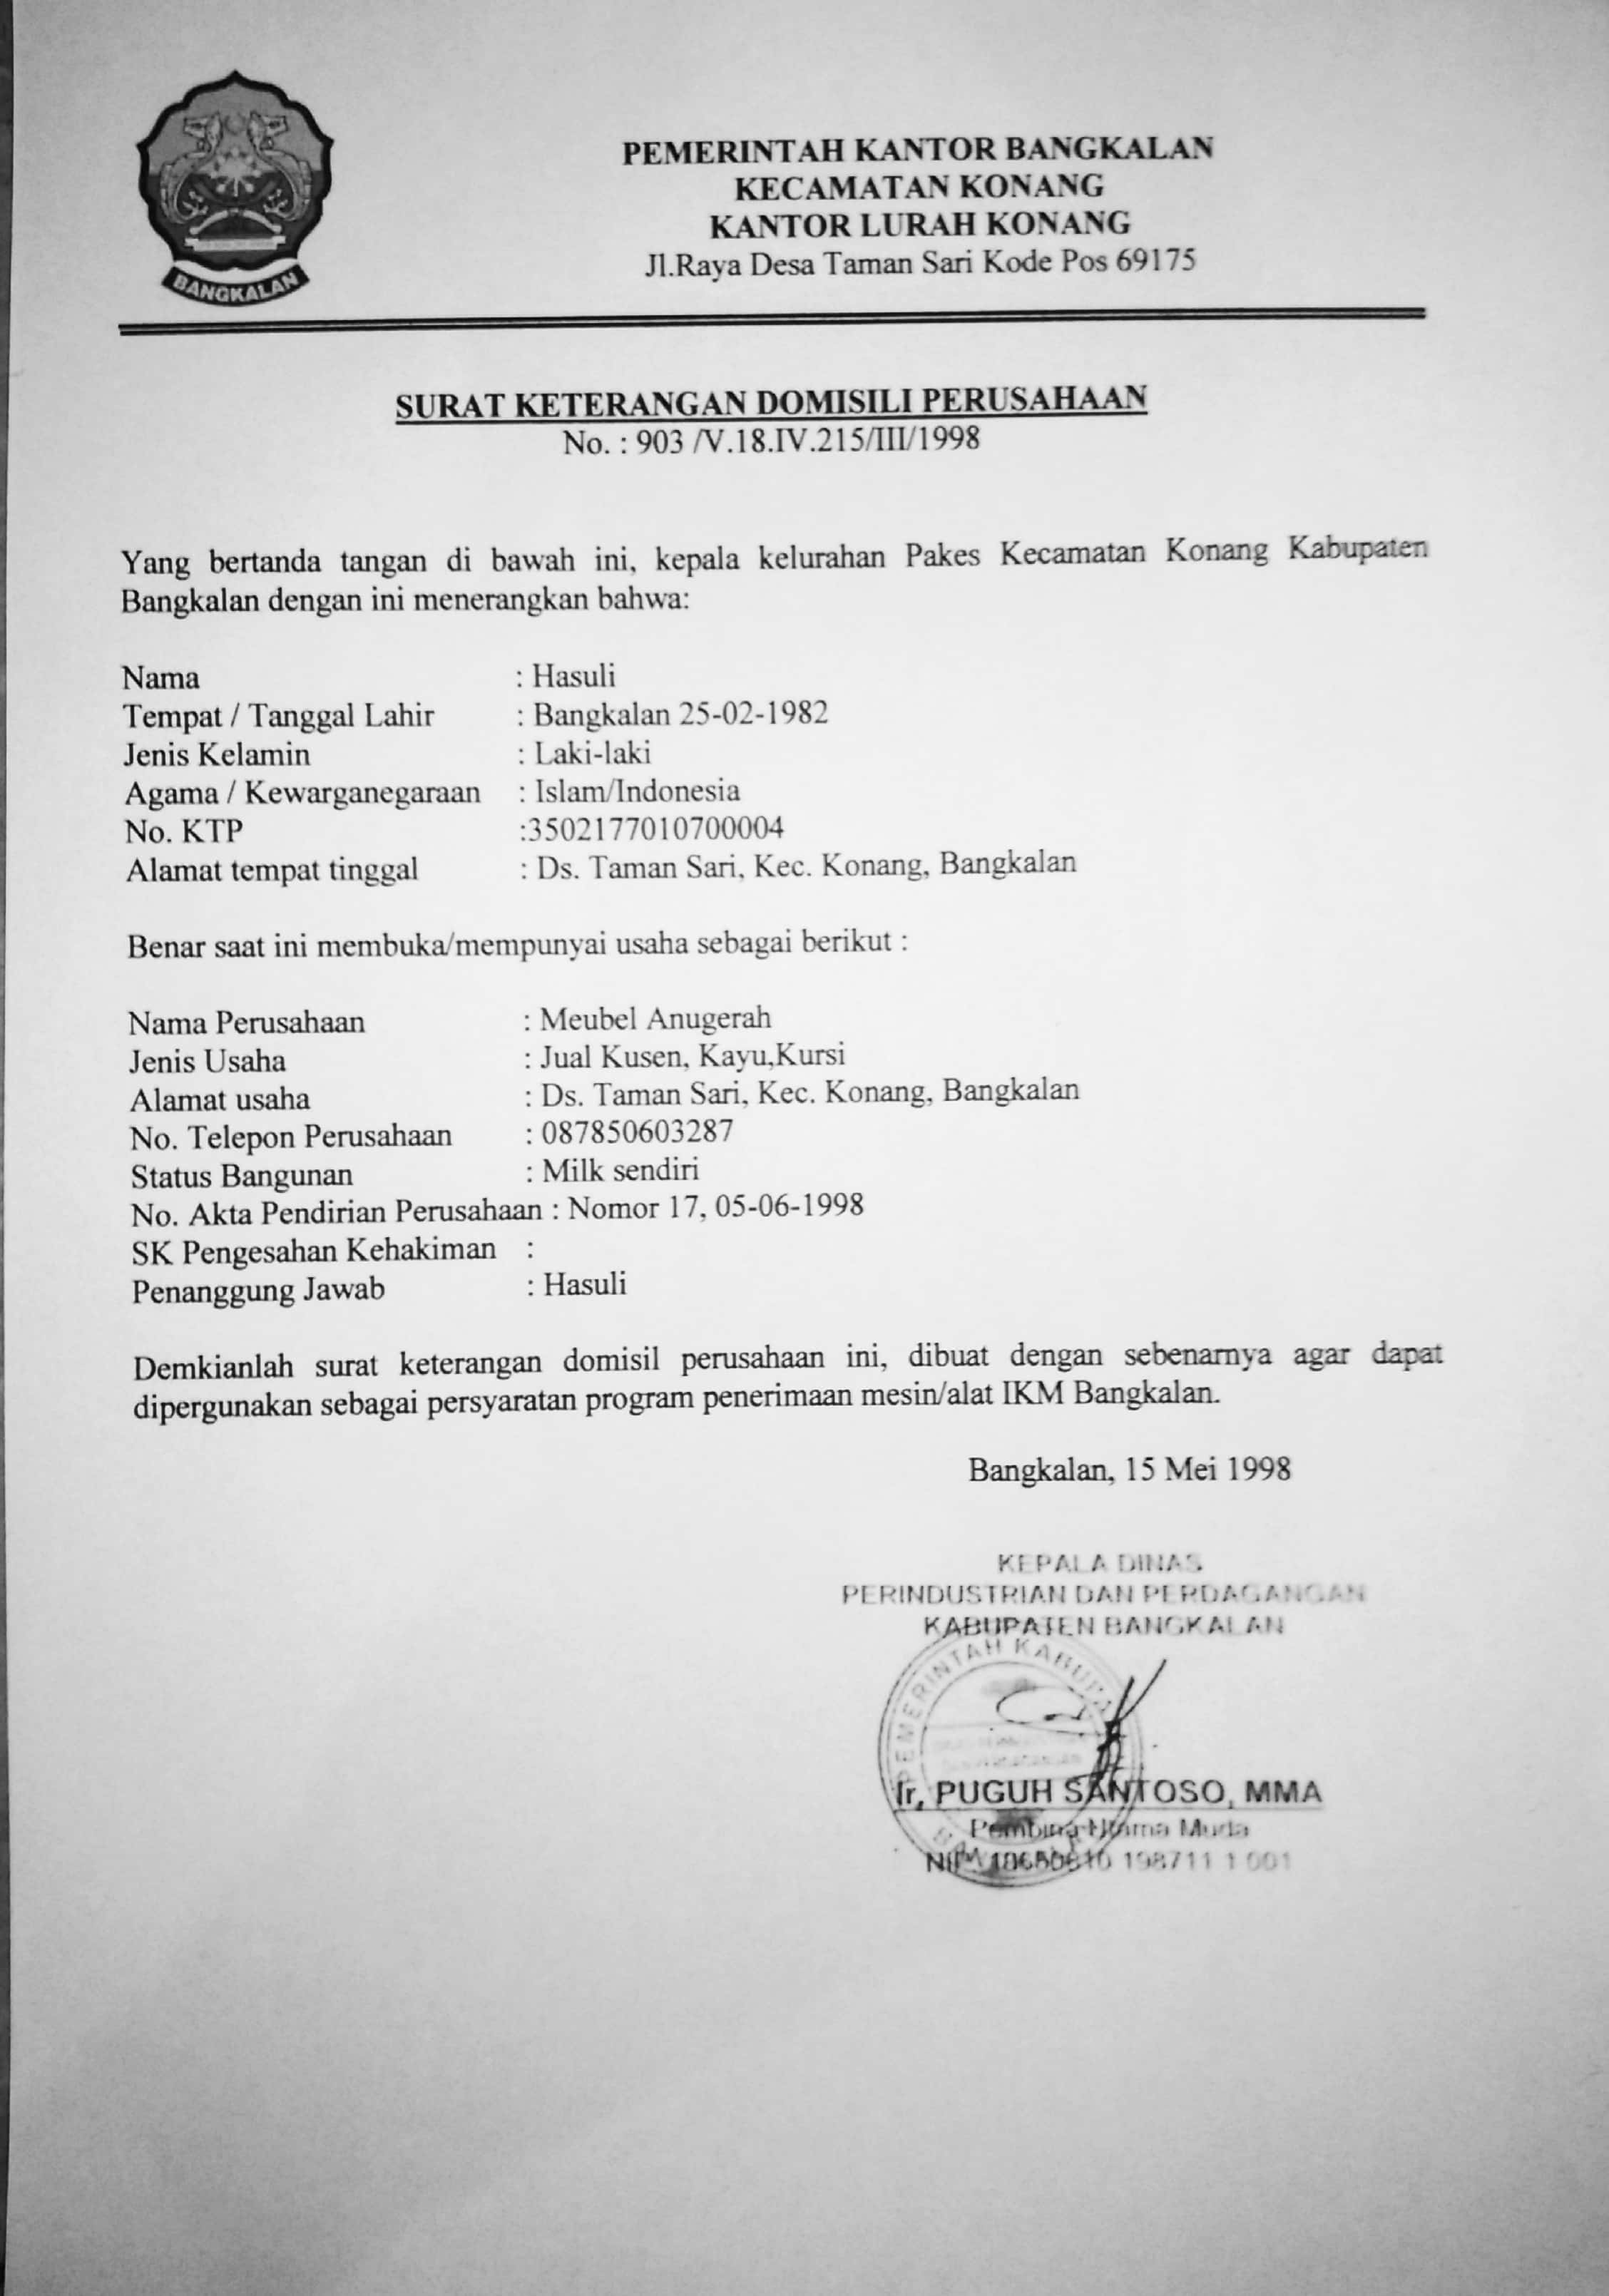 BANGKALAN
PEMERINTAH KANTOR BANGKALAN
KECAMATAN KONANG
KANTOR LURAH KONANG
Jl.Raya Desa Taman Sari Kode Pos 69175
SURAT KETERANGAN DOMISILI PERUSAHAAN
No. : 903 /V.18.IV.215/III/1998
Yang bertanda tangan di bawah ini, kepala kelurahan Pakes Kecamatan Konang Kabupaten
Bangkalan dengan ini menerangkan bahwa:
Nama : Hasuli
Tempat / Tanggal Lahir : Bangkalan 25-02-1982
Jenis Kelamin : Laki-laki
Agama / Kewarganegaraan : Islam/Indonesia
No. KTP :3502177010700004
Alamat tempat tinggal : Ds. Taman Sari, Kec. Konang, Bangkalan
Benar saat ini membuka/mempunyai usaha sebagai berikut :
Nama Perusahaan : Meubel Anugerah
Jenis Usaha : Jual Kusen, Kayu,Kursi
Alamat usaha : Ds. Taman Sari, Kec. Konang, Bangkalan
No. Telepon Perusahaan : 087850603287
Status Bangunan : Milk sendiri
No. Akta Pendirian Perusahaan : Nomor 17, 05-06-1998
SK Pengesahan Kehakiman :
Penanggung Jawab : Hasuli
Demkianlah surat keterangan domisil perusahaan ini, dibuat dengan sebenarnya agar dapat
dipergunakan sebagai persyaratan program penerimaan mesin/alat IKM Bangkalan.
Bangkalan, 15 Mei 1998
KEPALA DINAS
PERINDUSTRIAN DAN PERDAGANGAN
KABUPATEN BANGKALAN
PEMERINTAH KABUPA
Ir, PUGUH SANTOSO, MMA
Pembina Utama Muda
NIP 198711 1 001